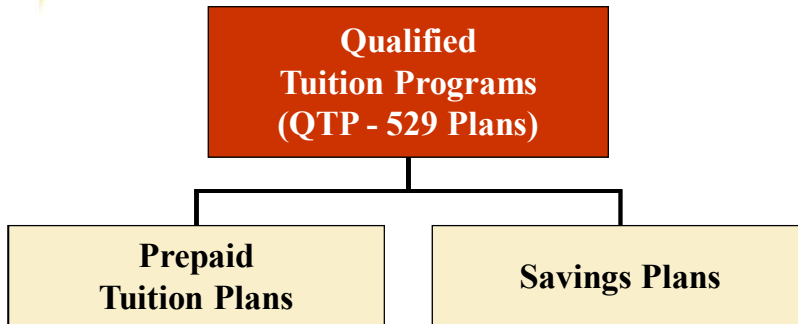 Qualified
Tuition Programs
(QTP - 529 Plans)
Prepaid
Tuition Plans
Savings Plans